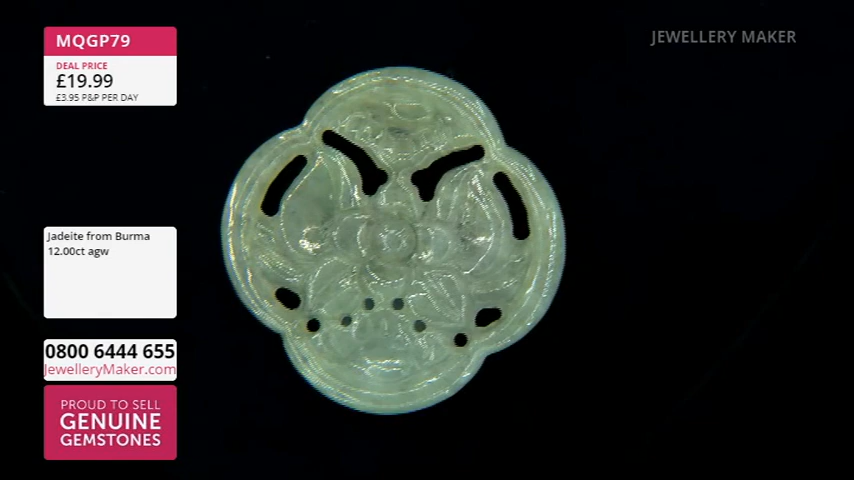 MQGP79
DEAL PRICE
£19.99
£3.95 P&P PER DAY
JEWELLERY MAKER
Jadeite from Burma
12.00ct agw
0800 6444 655
JewelleryMaker.com
PROUD TO SELL
GENUINE
GEMSTONES